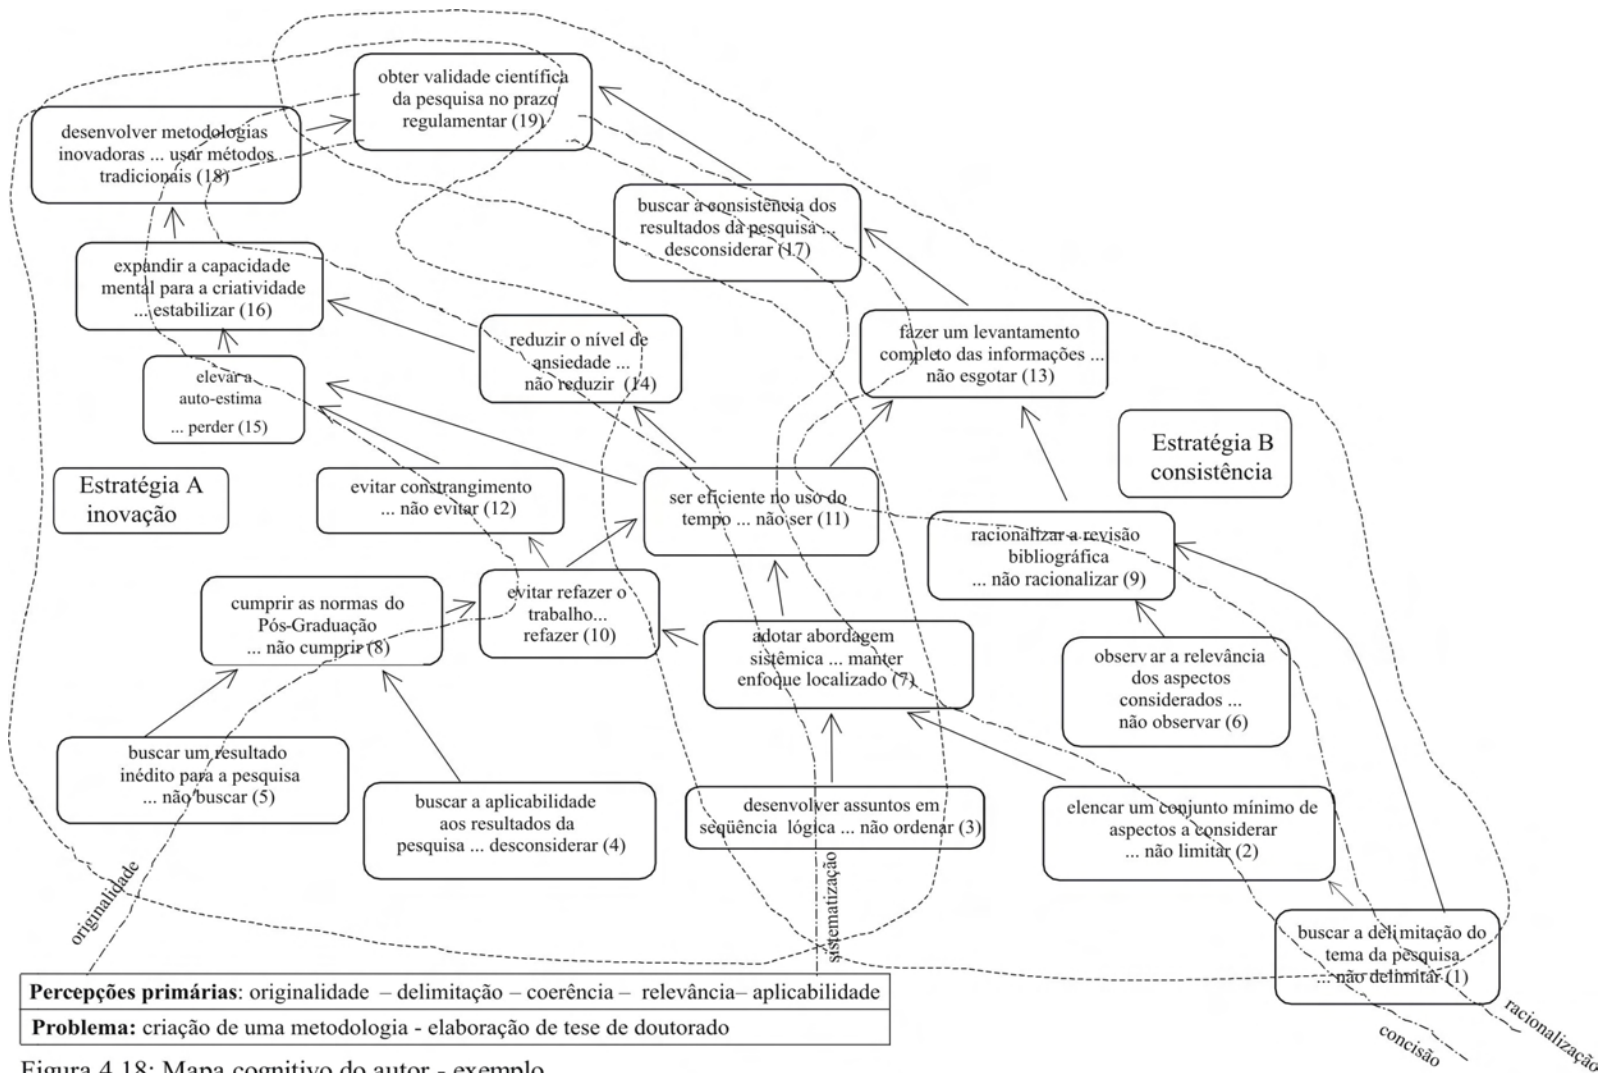 obter validade científica
da pesquisa no prazo
regulamentar (19)
desenvolver metodologias
inovadoras ... usar métodos
tradicionais (18)
buscar a consistência dos
resultados da pesquisa ...
desconsiderar (17)
expandir a capacidade
mental para a criatividade
... estabilizar (16)
reduzir o nível de
ansiedade ...
não reduzir (14)
fazer um levantamento
completo das informações ...
não esgotar (13)
elevar a
auto-estima
... perder (15)
Estratégia A
inovação
evitar constrangimento
... não evitar (12)
ser eficiente no uso do
tempo ... não ser (11)
Estratégia B
consistência
racionalizar a revisão
bibliográfica
... não racionalizar (9)
cumprir as normas do
Pós-Graduação
... não cumprir (8)
evitar refazer o
trabalho...
refazer (10)
adotar abordagem
sistêmica ... manter
enfoque localizado (7)
observar a relevância
dos aspectos
considerados ...
não observar (6)
buscar um resultado
inédito para a pesquisa
... não buscar (5)
buscar a aplicabilidade
aos resultados da
pesquisa ... desconsiderar (4)
desenvolver assuntos em
seqüência lógica ... não ordenar (3)
elencar um conjunto mínimo de
aspectos a considerar
... não limitar (2)
buscar a delimitação do
tema da pesquisa
... não delimitar (1)
originalidade
sistematização
concisão
racionalização
Percepções primárias: originalidade – delimitação – coerência – relevância– aplicabilidade
Problema: criação de uma metodologia - elaboração de tese de doutorado
Figura 4.18: Mapa cognitivo do autor - exemplo